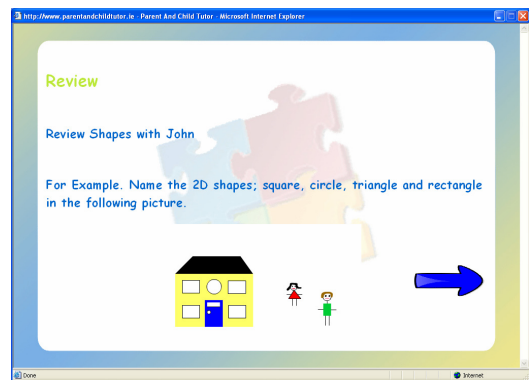 http://www.parentandchildtutor.ie - Parent And Child Tutor - Microsoft Internet Explorer
Review
Review Shapes with John
For Example. Name the 2D shapes; square, circle, triangle and rectangle
in the following picture.
Done
Internet